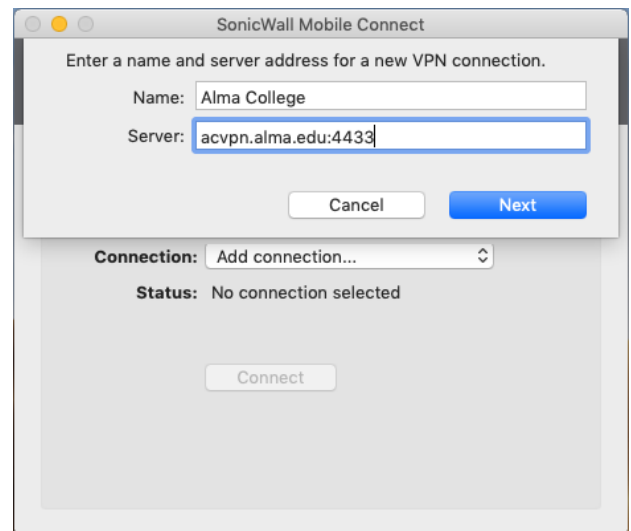 SonicWall Mobile Connect
Enter a name and server address for a new VPN connection.
Name: Alma College
Server: acvpn.alma.edu:4433
Cancel Next
Connection: Add connection...
Status: No connection selected
Connect